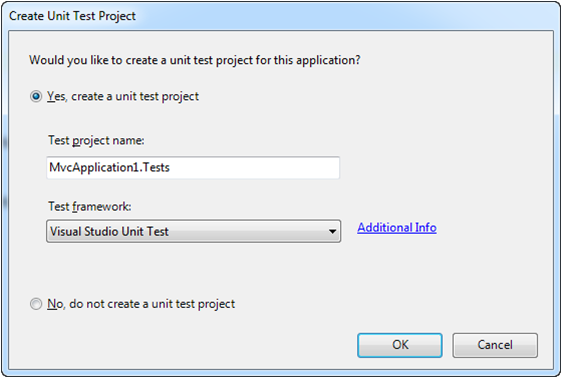 Create Unit Test Project
Would you like to create a unit test project for this application?
Yes, create a unit test project
Test project name:
MvcApplication1.Tests
Test framework:
Visual Studio Unit Test
Additional Info
No, do not create a unit test project
OK
Cancel